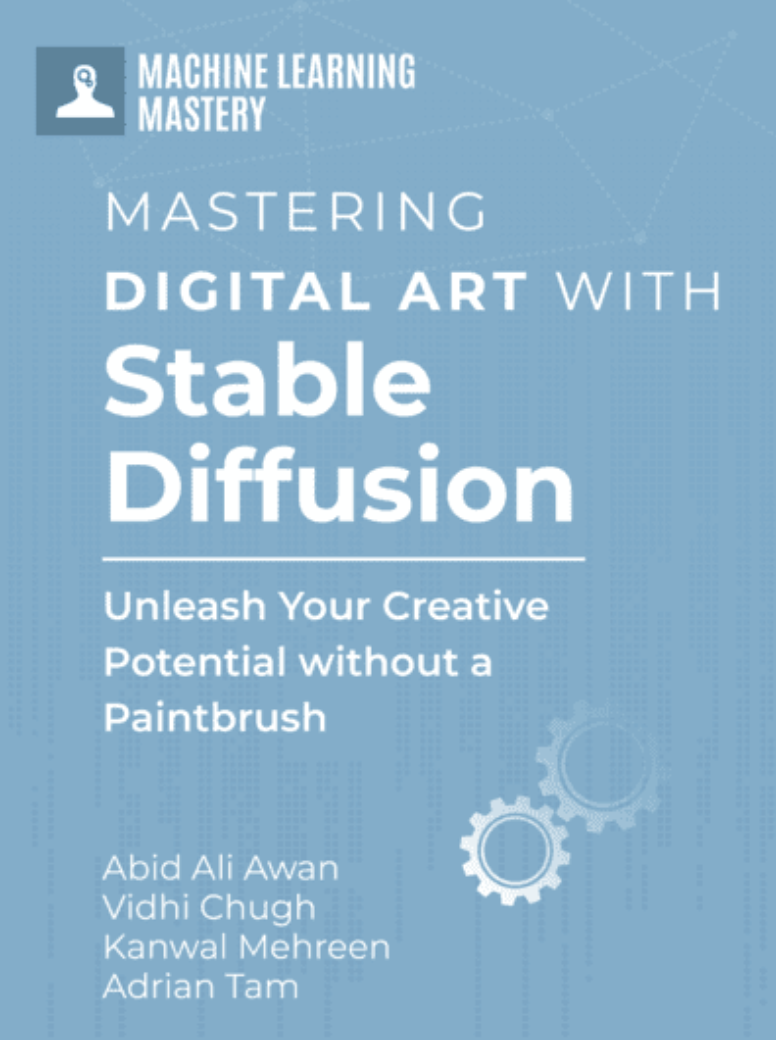 MACHINE LEARNING
MASTERY
MASTERING
DIGITAL ART WITH
Stable
Diffusion
Unleash Your Creative
Potential without a
Paintbrush
Abid Ali Awan
Vidhi Chugh
Kanwal Mehreen
Adrian Tam